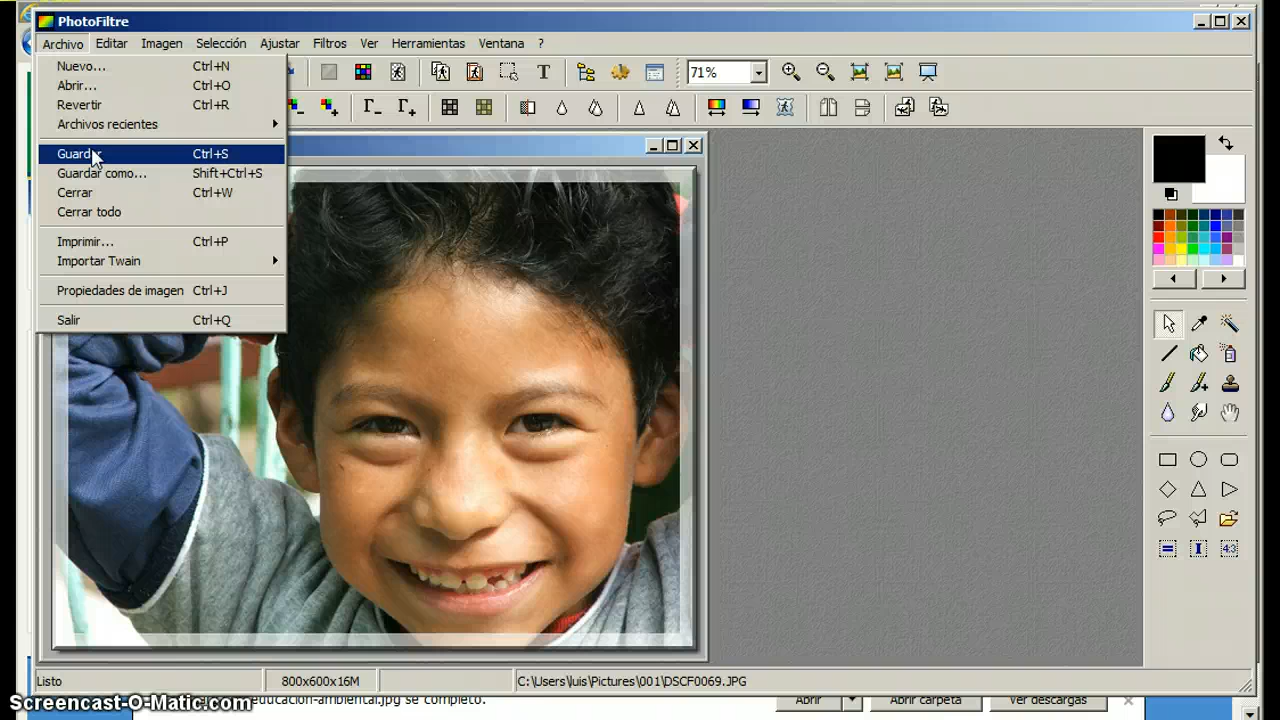 PhotoFiltre
Archivo Editar Imagen Selección Ajustar Filtros Ver Herramientas Ventana ?
Nuevo... Ctrl+N
71%
Abrir... Ctrl+O
Revertir Ctrl+R
Archivos recientes
Guardar Ctrl+S
Guardar como... Shift+Ctrl+S
Cerrar Ctrl+W
Cerrar todo
Imprimir... Ctrl+P
Importar Twain
Propiedades de imagen Ctrl+J
Salir Ctrl+Q
4:3
Listo 800x600x16M C:\Users\luis\Pictures\001\DSCF0069.JPG
educacion-ambiental.jpg se completó. Abrir Abrir carpeta Ver descargas
Screencast-O-Matic.com